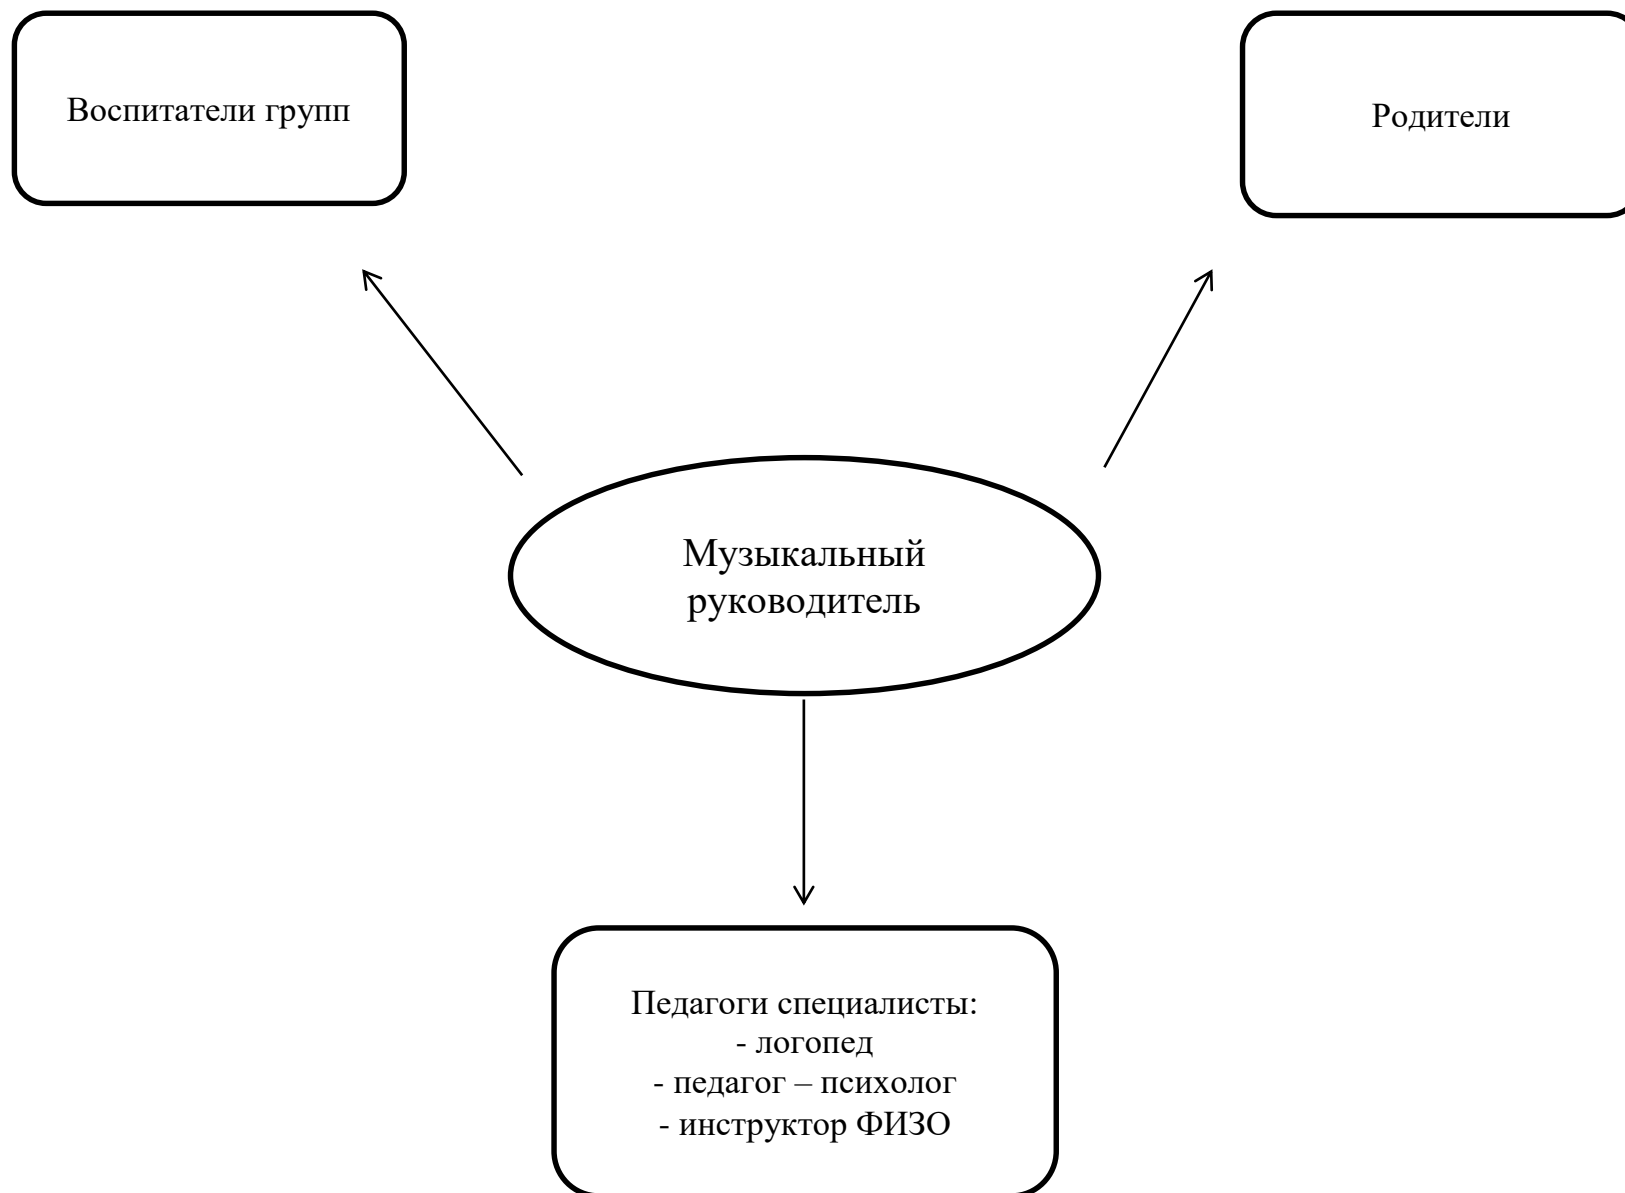 Воспитатели групп
Родители
Музыкальный
руководитель
Педагоги специалисты:
- логопед
- педагог – психолог
- инструктор ФИЗО